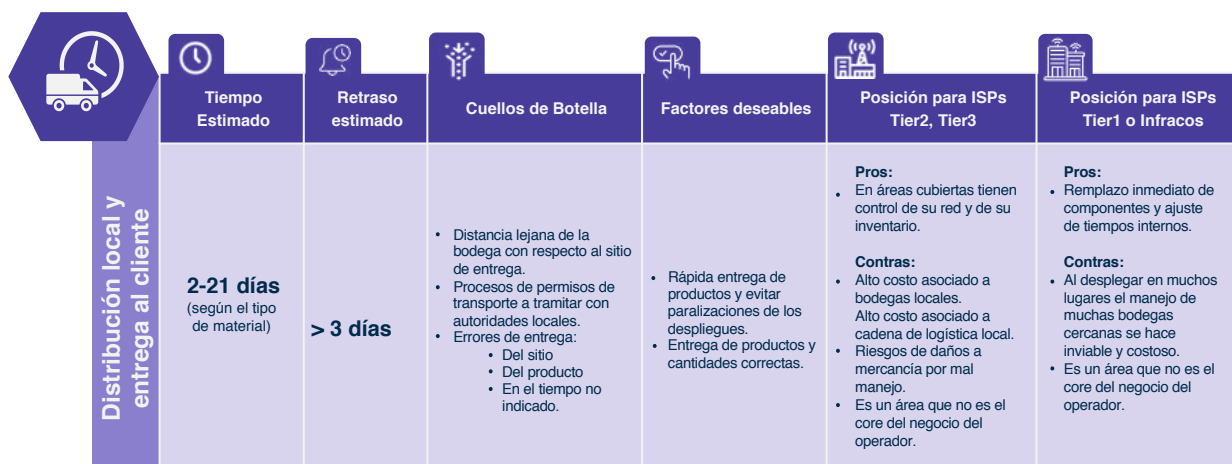 Tiempo
Estimado
Retraso
estimado
Cuellos de Botella
Factores deseables
Posición para ISPs
Tier2, Tier3
Posición para ISPs
Tier1 o Infracos
Distribución local y
entrega al cliente
2-21 días
(según el tipo
de material)
> 3 días
• Distancia lejana de la
bodega con respecto al sitio
de entrega.
• Procesos de permisos de
transporte a tramitar con
autoridades locales.
• Errores de entrega:
• Del sitio
• Del producto
• En el tiempo no
indicado.
• Rápida entrega de
productos y evitar
paralizaciones de los
despliegues.
• Entrega de productos y
cantidades correctas.
Pros:
• En áreas cubiertas tienen
control de su red y de su
inventario.
Contras:
• Alto costo asociado a
bodegas locales.
Alto costo asociado a
cadena de logística local.
• Riesgos de daños a
mercancía por mal
manejo.
• Es un área que no es el
core del negocio del
operador.
Pros:
• Remplazo inmediato de
componentes y ajuste
de tiempos internos.
Contras:
• Al desplegar en muchos
lugares el manejo de
muchas bodegas
cercanas se hace
inviable y costoso.
• Es un área que no es el
core del negocio del
operador.